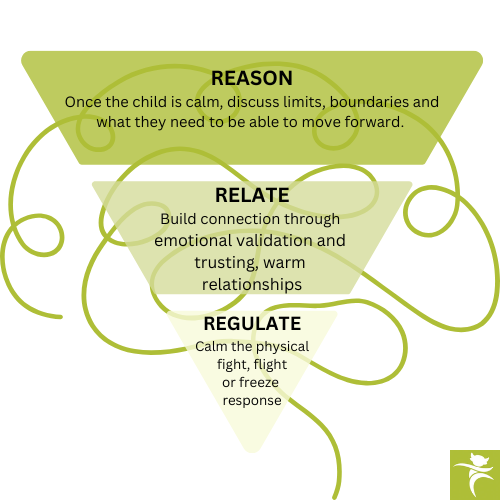 REASON
Once the child is calm, discuss limits, boundaries and
what they need to be able to move forward.
RELATE
Build connection through
emotional validation and
trusting, warm
relationships
REGULATE
Calm the physical
fight, flight
or freeze
response